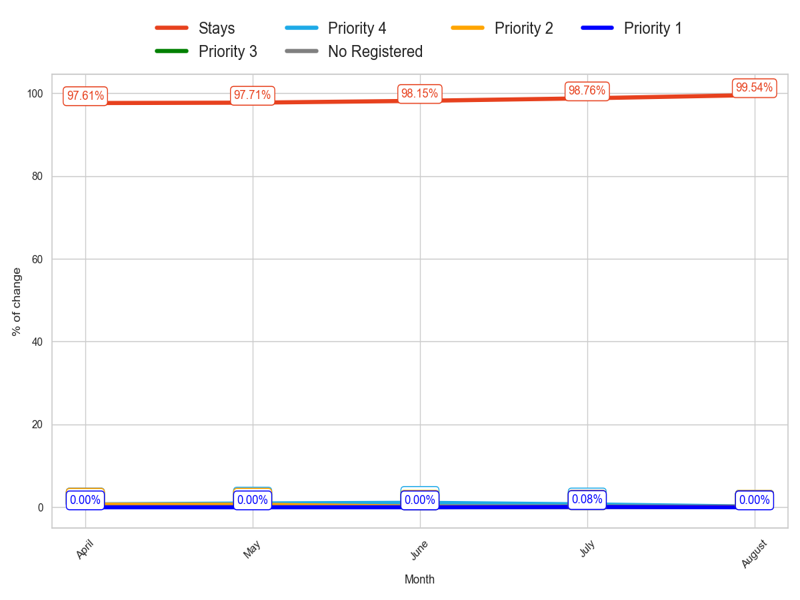 Stays Priority 4 Priority 2 Priority 1
Priority 3 No Registered
100
80
60
40
20
0
% of change
97.61% 97.71% 98.15% 98.76% 99.54%
0.00% 0.00% 0.00% 0.08% 0.00%
April May June July August
Month